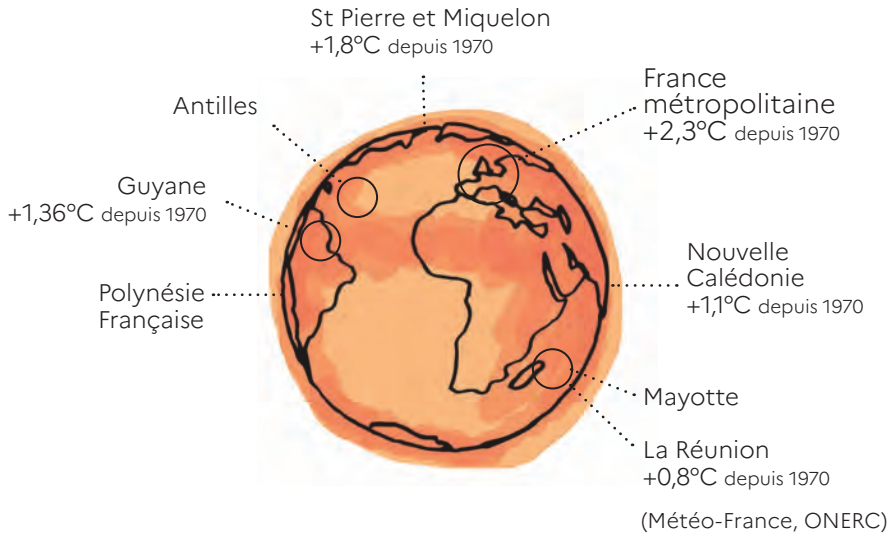 St Pierre et Miquelon
+1,8°C depuis 1970
Antilles
France
métropolitaine
+2,3°C depuis 1970
Guyane
+1,36°C depuis 1970
Nouvelle
Calédonie
+1,1°C depuis 1970
Polynésie
Française
Mayotte
La Réunion
+0,8°C depuis 1970
(Météo-France, ONERC)